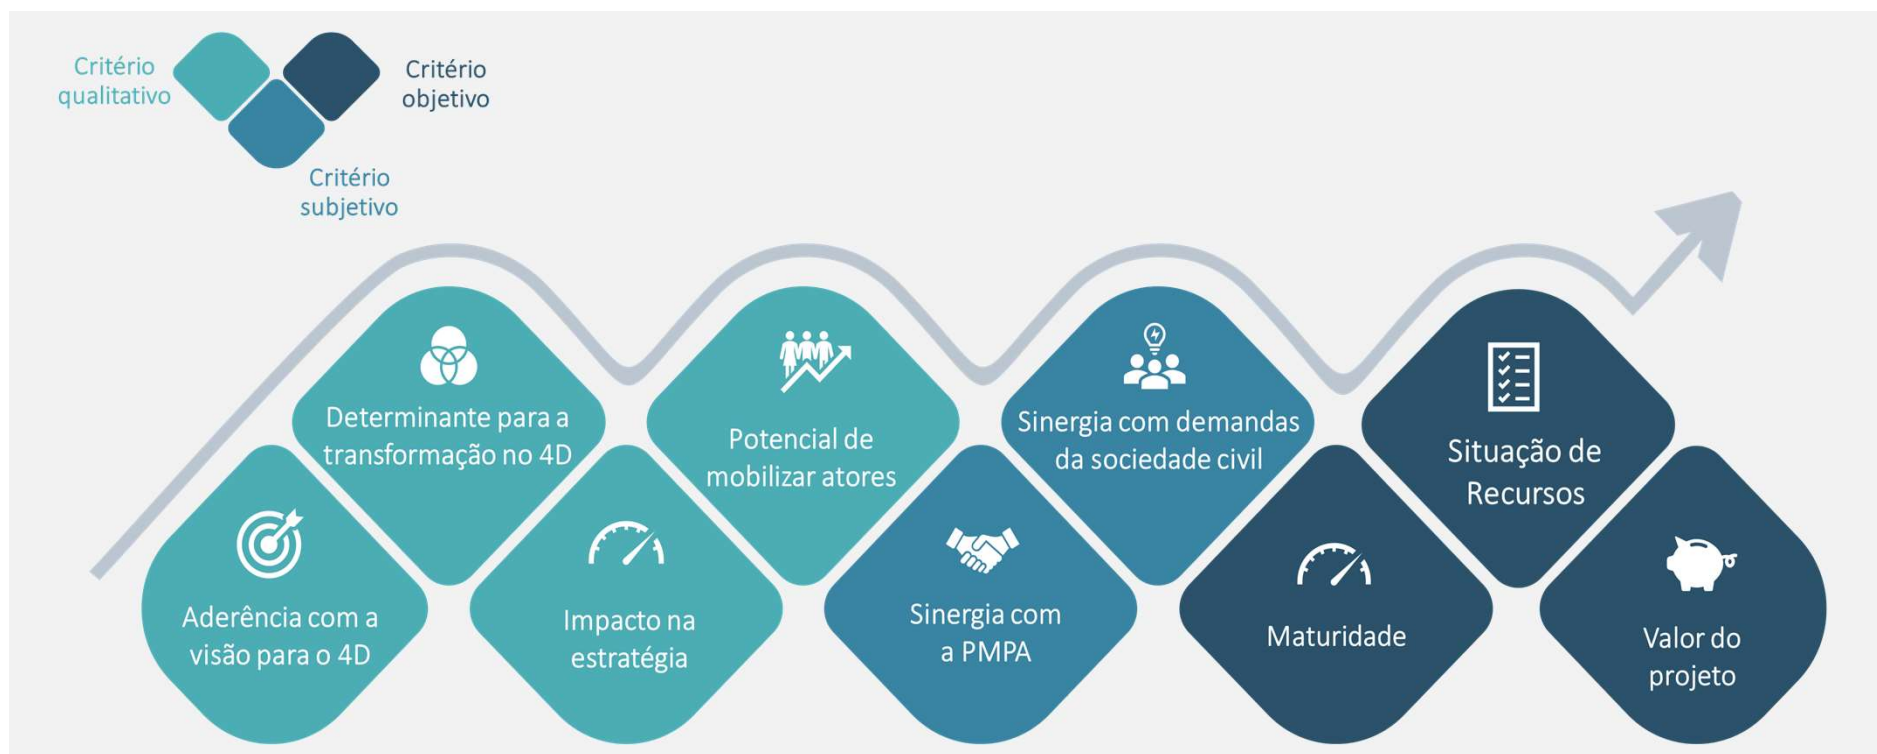 Critério
qualitativo
Critério
objetivo
Critério
subjetivo
Aderência com a
visão para o 4D
Determinante para a
transformação no 4D
Impacto na
estratégia
Potencial de
mobilizar atores
Sinergia com
a PMPA
Sinergia com demandas
da sociedade civil
Maturidade
Situação de
Recursos
Valor do
projeto